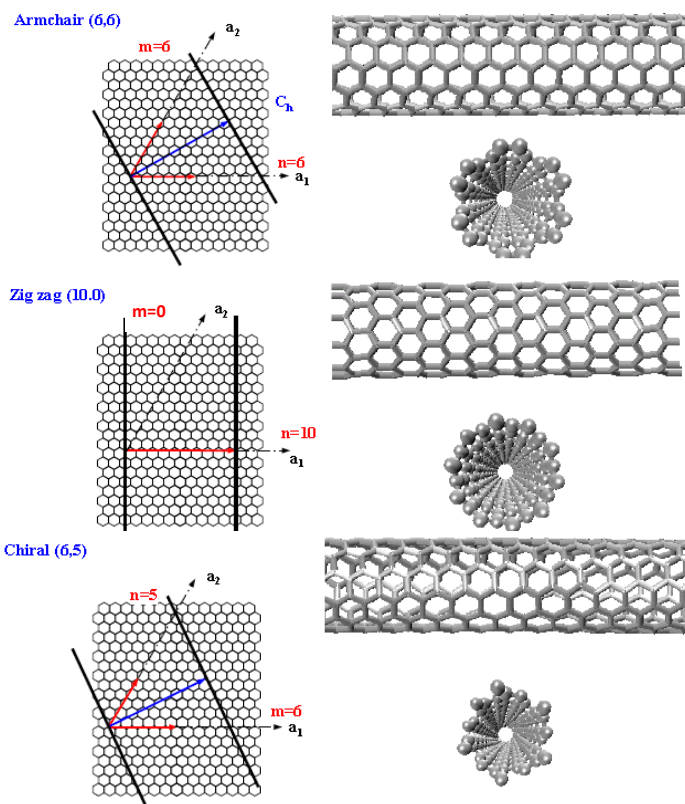 Armchair (6,6)
m=6
a2
Ch
n=6
a1
Zig zag (10.0)
m=0
a2
n=10
a1
Chiral (6,5)
a2
n=5
m=6
a1